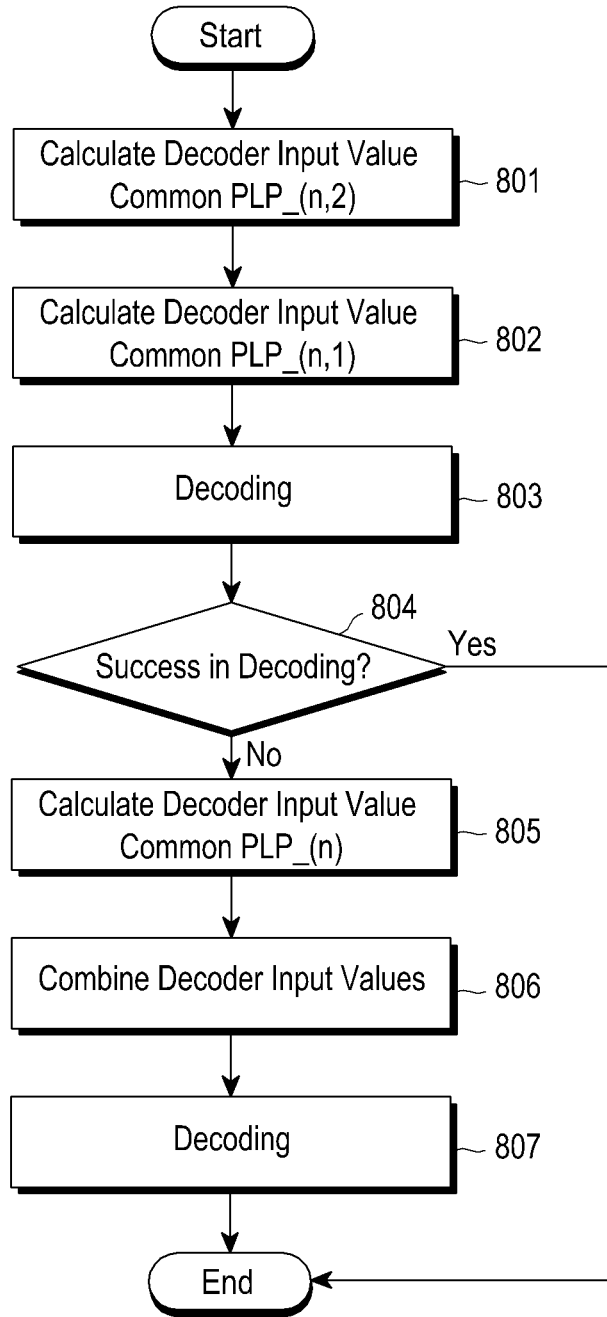 Start
Calculate Decoder Input Value
Common PLP_(n,2)
801
Calculate Decoder Input Value
Common PLP_(n,1)
802
Decoding
803
804
Success in Decoding?
Yes
No
Calculate Decoder Input Value
Common PLP_(n)
805
Combine Decoder Input Values
806
Decoding
807
End